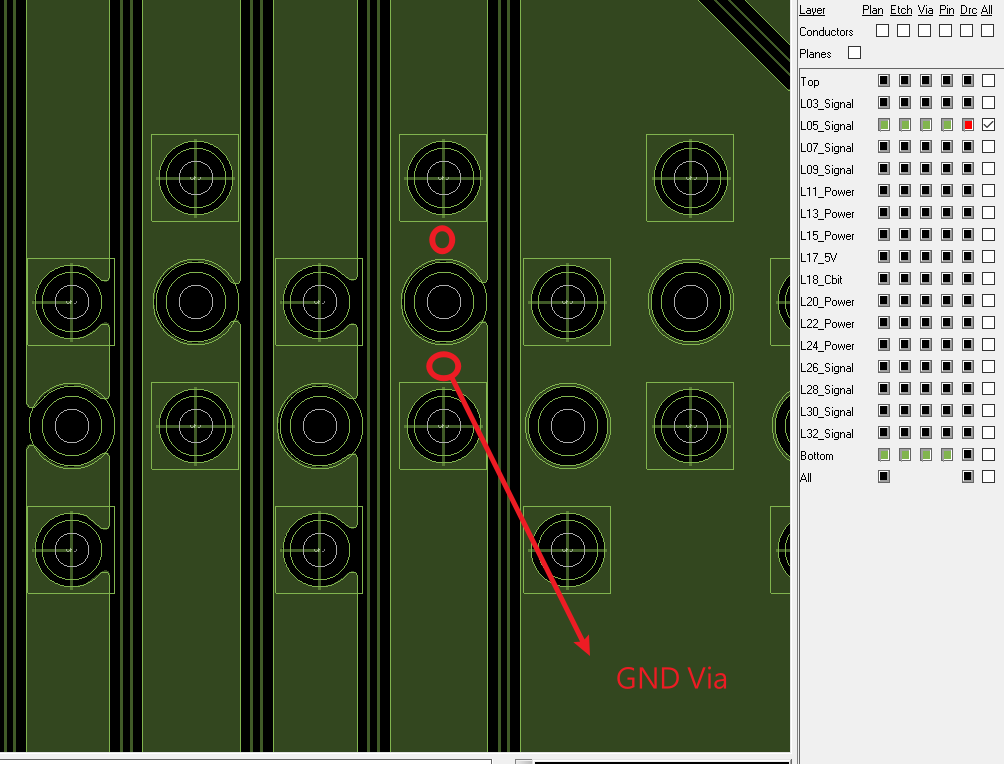 Layer Plan Etch Via Pin Drc All
Conductors
Planes
Top
L03_Signal
L05_Signal
L07_Signal
L09_Signal
L11_Power
L13_Power
L15_Power
L17_5V
L18_Cbit
L20_Power
L22_Power
L24_Power
L26_Signal
L28_Signal
L30_Signal
L32_Signal
Bottom
All
GND Via